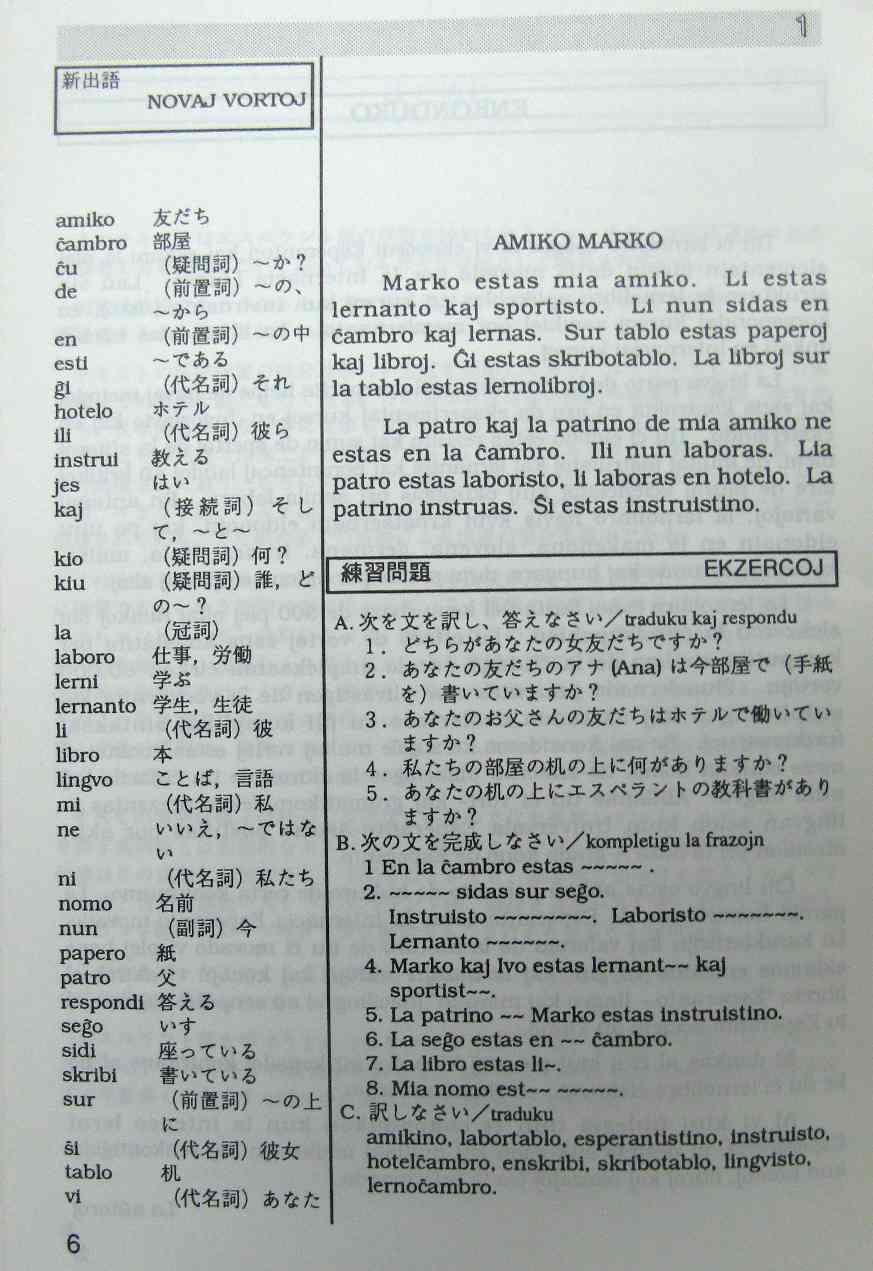 1
新出語
NOVAJ VORTOJ
amiko 友だち
ĉambro 部屋
ĉu （疑問詞）～か？
de （前置詞）～の、
～から
en （前置詞）～の中
esti ～である
ĝi （代名詞）それ
hotelo ホテル
ili （代名詞）彼ら
instrui 教える
jes はい
kaj （接続詞）そし
て，～と～
kio （疑問詞）何？
kiu （疑問詞）誰，ど
の～？
la （冠詞）
laboro 仕事，労働
lerni 学ぶ
lernanto 学生，生徒
li （代名詞）彼
libro 本
lingvo ことば，言語
mi （代名詞）私
ne いいえ，～ではな
い
ni （代名詞）私たち
nomo 名前
nun （副詞）今
papero 紙
patro 父
respondi 答える
seĝo いす
sidi 座っている
skribi 書いている
sur （前置詞）～の上
に
ŝi （代名詞）彼女
tablo 机
vi （代名詞）あなた
6
AMIKO MARKO
Marko estas mia amiko. Li estas
lernanto kaj sportisto. Li nun sidas en
ĉambro kaj lernas. Sur tablo estas paperoj
kaj libroj. Ĝi estas skribotablo. La libroj sur
la tablo estas lernolibroj.
La patro kaj la patrino de mia amiko ne
estas en la ĉambro. Ili nun laboras. Lia
patro estas laboristo, li laboras en hotelo. La
patrino instruas. Ŝi estas instruistino.
練習問題 EKZERCOJ
A. 次を文を訳し、答えなさい／traduku kaj respondu
1． どちらがあなたの女友だちですか？
2． あなたの友だちのアナ (Ana) は今部屋で（手紙
を）書いていますか？
3． あなたのお父さんの友だちはホテルで働いてい
ますか？
4． 私たちの部屋の机の上に何がありますか？
5． あなたの机の上にエスペラントの教科書があり
ますか？
B. 次の文を完成しなさい／kompletigu la frazojn
1 En la ĉambro estas ~~~~~ .
2. ~~~~~ sidas sur seĝo.
Instruisto ~~~~~~~~. Laboristo ~~~~~~~.
Lernanto ~~~~~~.
4. Marko kaj Ivo estas lernant~~ kaj
sportist~~.
5. La patrino ~~ Marko estas instruistino.
6. La seĝo estas en ~~ ĉambro.
7. La libro estas li~.
8. Mia nomo est~~ ~~~~~.
C. 訳しなさい／traduku
amikino, labortablo, esperantistino, instruisto,
hotelĉambro, enskribi, skribotablo, lingvisto,
lernoĉambro.